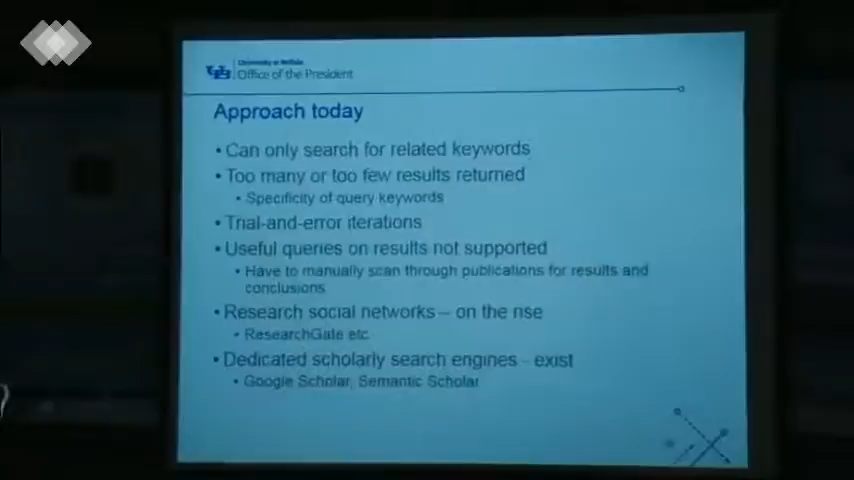 University at Buffalo
UB Office of the President
Approach today
• Can only search for related keywords
• Too many or too few results returned
• Specificity of query keywords
• Trial-and-error iterations
• Useful queries on results not supported
• Have to manually scan through publications for results and
conclusions
• Research social networks – on the rise
• ResearchGate etc
• Dedicated scholarly search engines - exist
• Google Scholar, Semantic Scholar